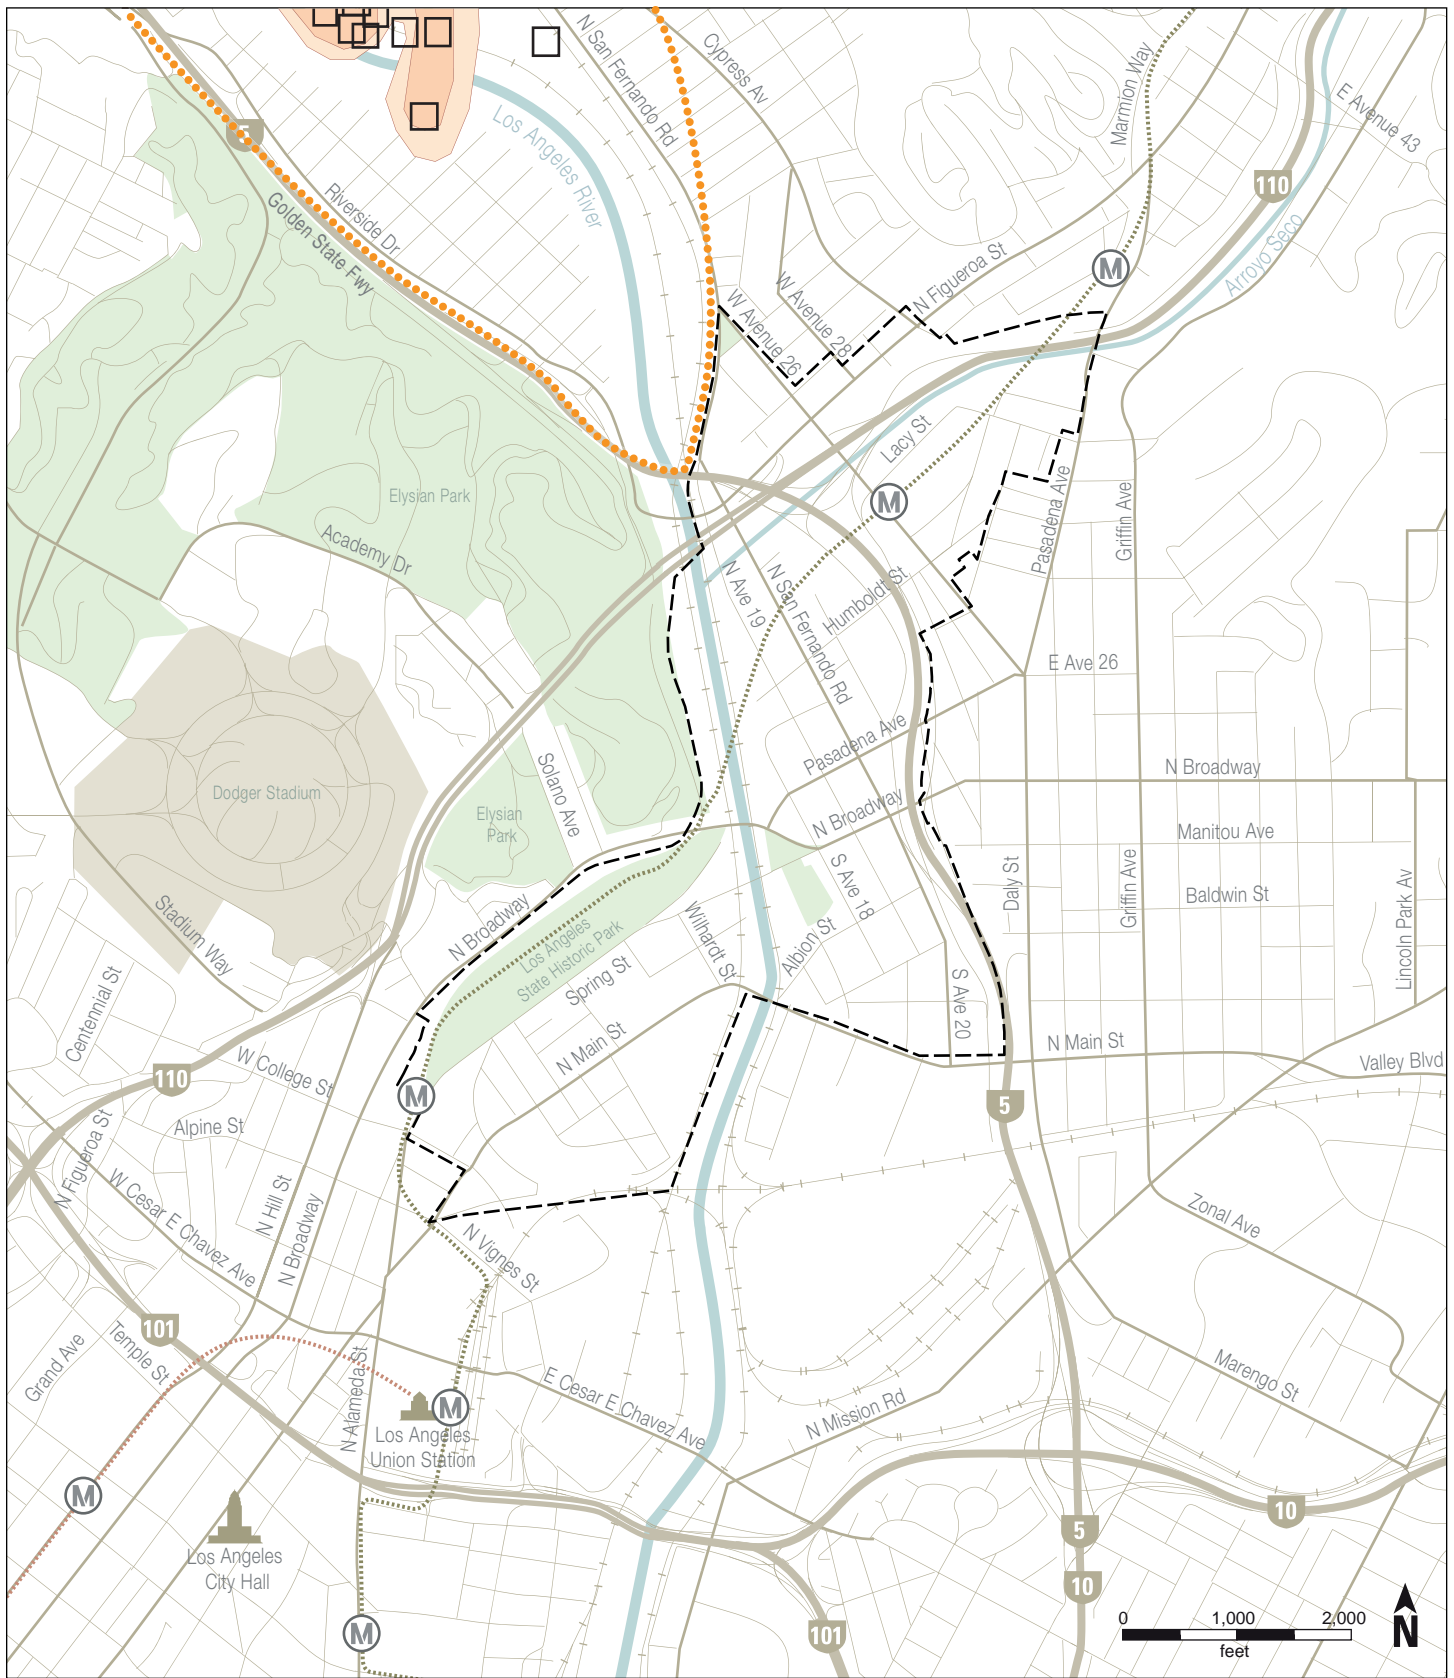 N San Fernando Rd
Cypress Av
Marmion Way
E Avenue 43
5
Los Angeles River
110
Riverside Dr
Golden State Fwy
Arroyo Seco
M
N Figueroa St
W Avenue 28
W Avenue 26
Lacy St
M
Elysian Park
Academy Dr
Pasadena Ave
Griffin Ave
N Ave 19
N San Fernando Rd
Humboldt St
E Ave 26
Pasadena Ave
Solano Ave
N Broadway
Dodger Stadium
Elysian
Park
N Broadway
Manitou Ave
S Ave 18
Daly St
Griffin Ave
Baldwin St
Lincoln Park Av
Stadium Way
N Broadway
Los Angeles
State Historic Park
Wilhardt St
Albion St
Spring St
Centennial St
S Ave 20
N Main St
N Main St
Valley Blvd
W College St
110
M
5
Alpine St
N Figueroa St
W Cesar E Chavez Ave
N Hill St
N Broadway
N Vignes St
Zonal Ave
101
Temple St
Grand Ave
N Alameda St
E Cesar E Chavez Ave
N Mission Rd
Marengo St
M
Los Angeles
Union Station
M
10
5
Los Angeles
City Hall
10
M
101
0 1,000 2,000
feet
N